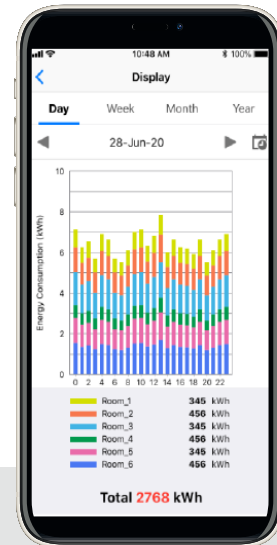 10:48 AM 100%
Display
Day Week Month Year
28-Jun-20
Energy Consumption (kWh)
10
8
6
4
2
0
0 2 4 6 8 10 12 14 16 18 20 22
Room_1 345 kWh
Room_2 456 kWh
Room_3 345 kWh
Room_4 456 kWh
Room_5 345 kWh
Room_6 456 kWh
Total 2768 kWh